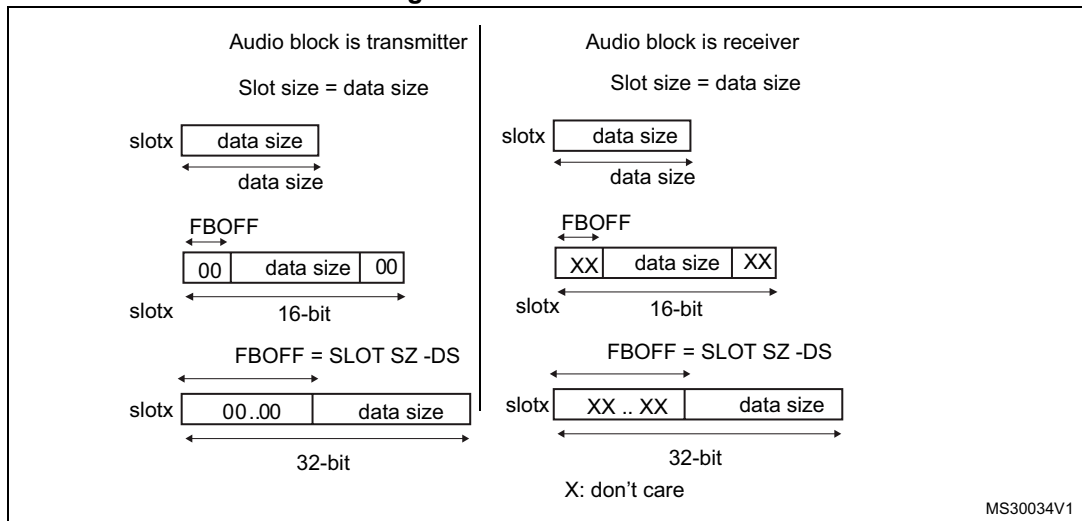 g
Audio block is transmitter
Slot size = data size
slotx data size
data size
FBOFF
00 data size 00
slotx
16-bit
FBOFF = SLOT SZ -DS
slotx 00..00 data size
32-bit
Audio block is receiver
Slot size = data size
slotx data size
data size
FBOFF
XX data size XX
slotx
16-bit
FBOFF = SLOT SZ -DS
slotx XX .. XX data size
32-bit
X: don't care
MS30034V1